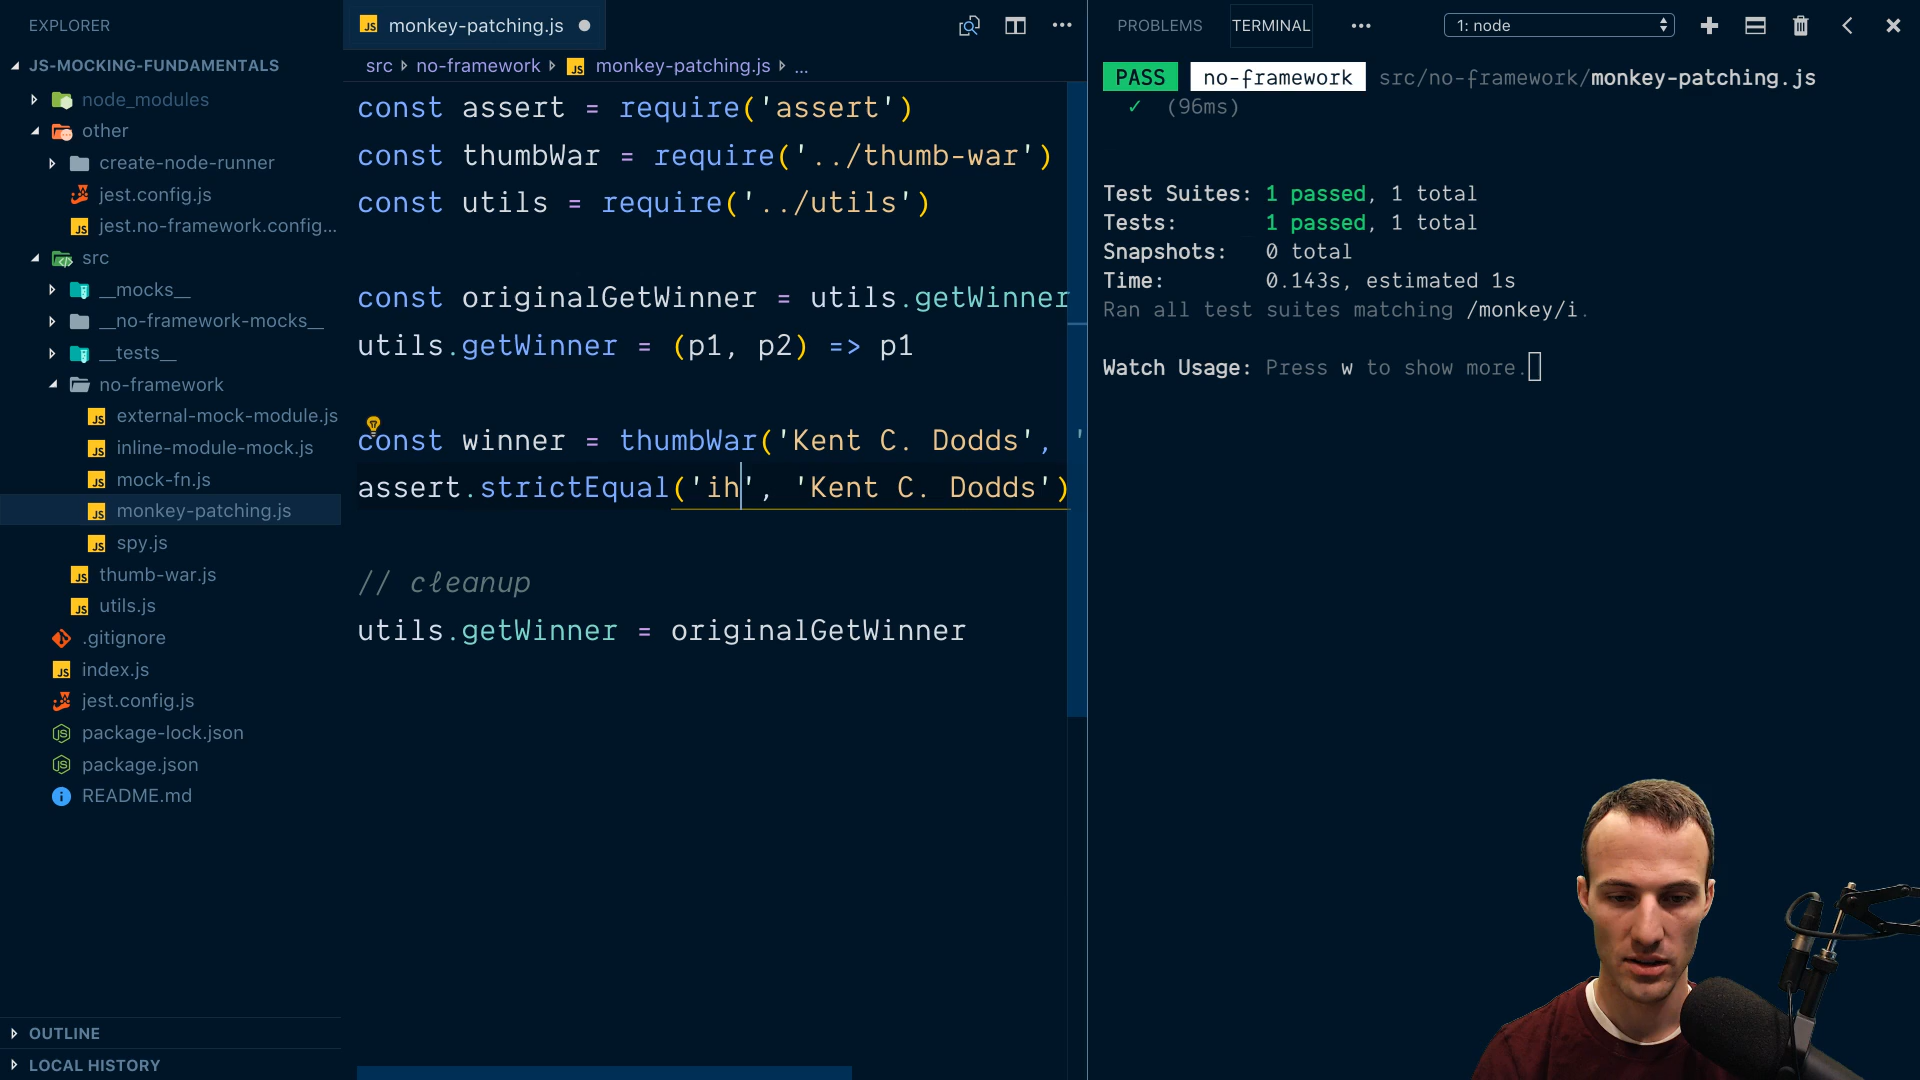 EXPLORER
JS-MOCKING-FUNDAMENTALS
node_modules
other
create-node-runner
jest.config.js
jest.no-framework.config...
src
__mocks__
__no-framework-mocks__
__tests__
no-framework
external-mock-module.js
inline-module-mock.js
mock-fn.js
monkey-patching.js
spy.js
thumb-war.js
utils.js
.gitignore
index.js
jest.config.js
package-lock.json
package.json
README.md
OUTLINE
LOCAL HISTORY
JS monkey-patching.js
src no-framework JS monkey-patching.js ...
const assert = require('assert')
const thumbWar = require('../thumb-war')
const utils = require('../utils')
const originalGetWinner = utils.getWinner
utils.getWinner = (p1, p2) => p1
const winner = thumbWar('Kent C. Dodds', '
assert.strictEqual('ih', 'Kent C. Dodds')
// cleanup
utils.getWinner = originalGetWinner
PROBLEMS TERMINAL ... 1: node
PASS no-framework src/no-framework/monkey-patching.js
✓ (96ms)
Test Suites: 1 passed, 1 total
Tests: 1 passed, 1 total
Snapshots: 0 total
Time: 0.143s, estimated 1s
Ran all test suites matching /monkey/i.
Watch Usage: Press w to show more.